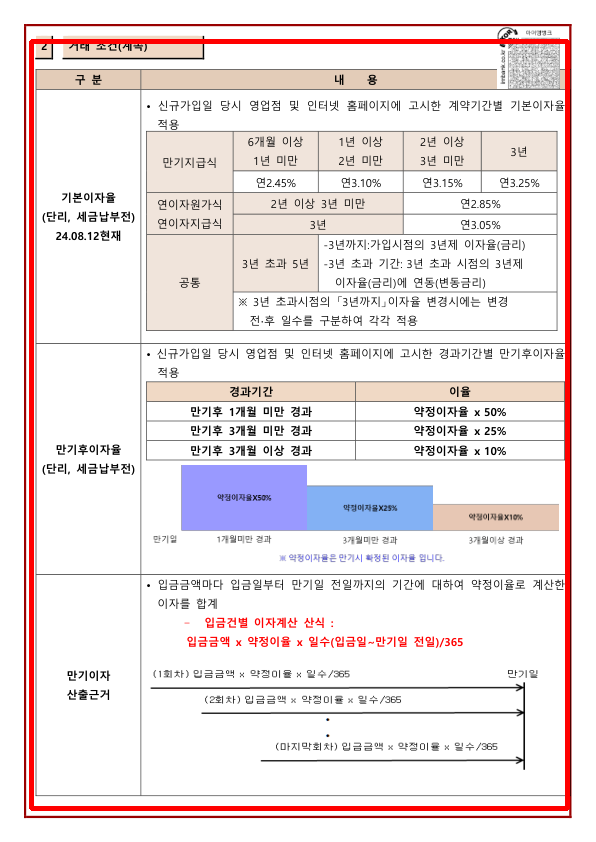 2 거래 조건(계속)
아이엠뱅크
imbank.co.kr
구 분 내 용
기본이자율
(단리, 세금납부전)
24.08.12현재
• 신규가입일 당시 영업점 및 인터넷 홈페이지에 고시한 계약기간별 기본이자율
적용
만기지급식
6개월 이상
1년 미만
1년 이상
2년 미만
2년 이상
3년 미만
3년
연2.45% 연3.10% 연3.15% 연3.25%
연이자원가식 2년 이상 3년 미만 연2.85%
연이자지급식 3년 연3.05%
공통
3년 초과 5년
-3년까지:가입시점의 3년제 이자율(금리)
-3년 초과 기간: 3년 초과 시점의 3년제
이자율(금리)에 연동(변동금리)
※ 3년 초과시점의 「3년까지」이자율 변경시에는 변경
전·후 일수를 구분하여 각각 적용
만기후이자율
(단리, 세금납부전)
• 신규가입일 당시 영업점 및 인터넷 홈페이지에 고시한 경과기간별 만기후이자율
적용
경과기간 이율
만기후 1개월 미만 경과 약정이자율 x 50%
만기후 3개월 미만 경과 약정이자율 x 25%
만기후 3개월 이상 경과 약정이자율 x 10%
약정이자율X50%
약정이자율X25%
약정이자율X10%
만기일 1개월미만 경과 3개월미만 경과 3개월이상 경과
※ 약정이자율은 만기시 확정된 이자율 입니다.
만기이자
산출근거
• 입금금액마다 입금일부터 만기일 전일까지의 기간에 대하여 약정이율로 계산한
이자를 합계
− 입금건별 이자계산 산식 :
입금금액 x 약정이율 x 일수(입금일~만기일 전일)/365
(1회차) 입금금액 x 약정이율 x 일수/365 만기일
(2회차) 입금금액 x 약정이율 x 일수/365
•
•
(마지막회차) 입금금액 x 약정이율 x 일수/365